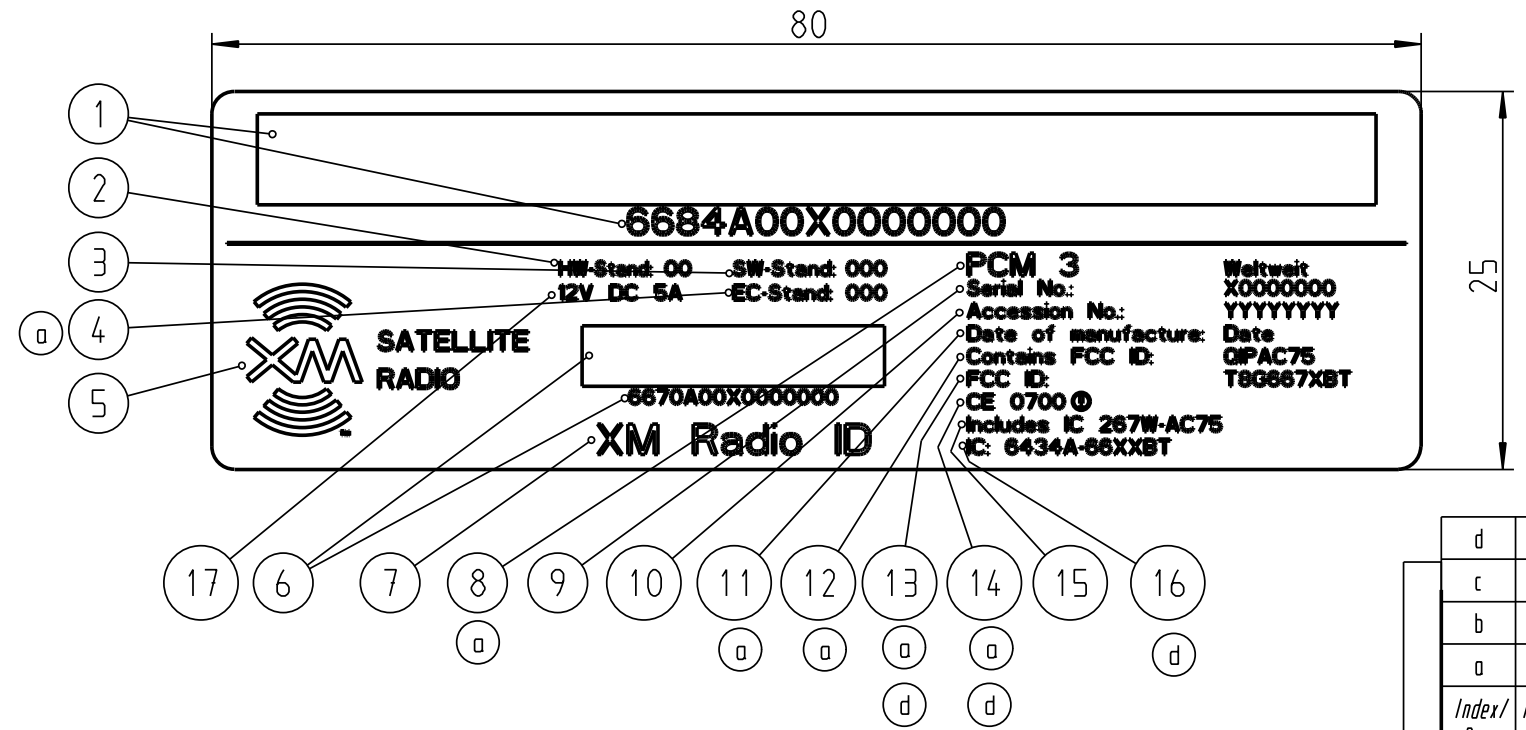 80
1
2
3
a 4
5
25
6684A00X0000000
HW-Stand: 00 SW-Stand: 000
12V DC 5A EC-Stand: 000
XM SATELLITE
RADIO
6670A00X0000000
XM Radio ID
PCM 3 Weltweit
Serial No.: X0000000
Accession No.: YYYYYYYY
Date of manufacture: Date
Contains FCC ID: QIPAC75
FCC ID: T8G667XBT
CE 0700
Includes IC 267W-AC75
IC: 6434A-66XXBT
17 6 7 8 9 10 11 12 13 14 15 16
a a a a a d
d d
d
c
b
a
Index/